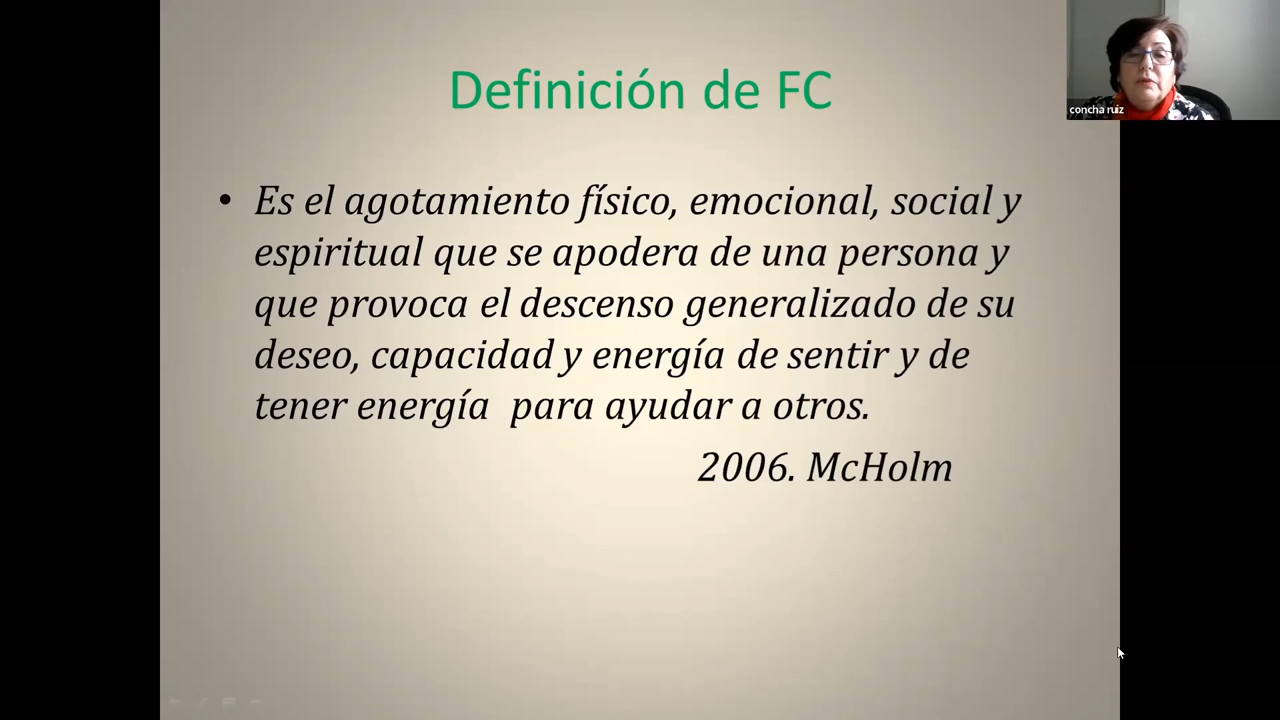 Definición de FC
concha ruiz
• Es el agotamiento físico, emocional, social y
espiritual que se apodera de una persona y
que provoca el descenso generalizado de su
deseo, capacidad y energía de sentir y de
tener energía  para ayudar a otros.
2006. McHolm